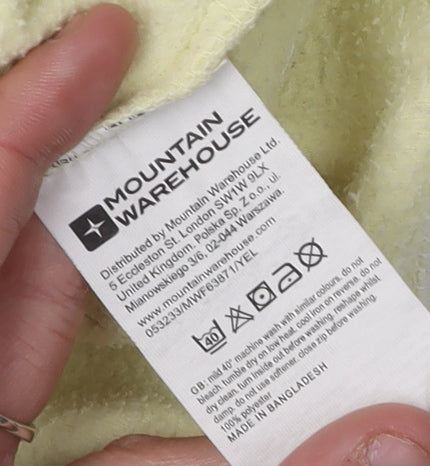 MOUNTAIN
WAREHOUSE
Distributed by Mountain Warehouse Ltd.
5 Eccleston St. London SW1W 9LX
United Kingdom, Polska Sp. Z o.o., ul.
Mianowskiego 3/6, 02-044 Warszawa.
www.mountainwarehouse.com
053233/MWF63871/YEL
40
GB: mild 40° machine wash with similar colours, do not
bleach, tumble dry on low heat, cool iron on reverse, do not
dry clean, turn inside out before washing, reshape whilst
damp, do not use softener, close zip before washing.
100% polyester
MADE IN BANGLADESH